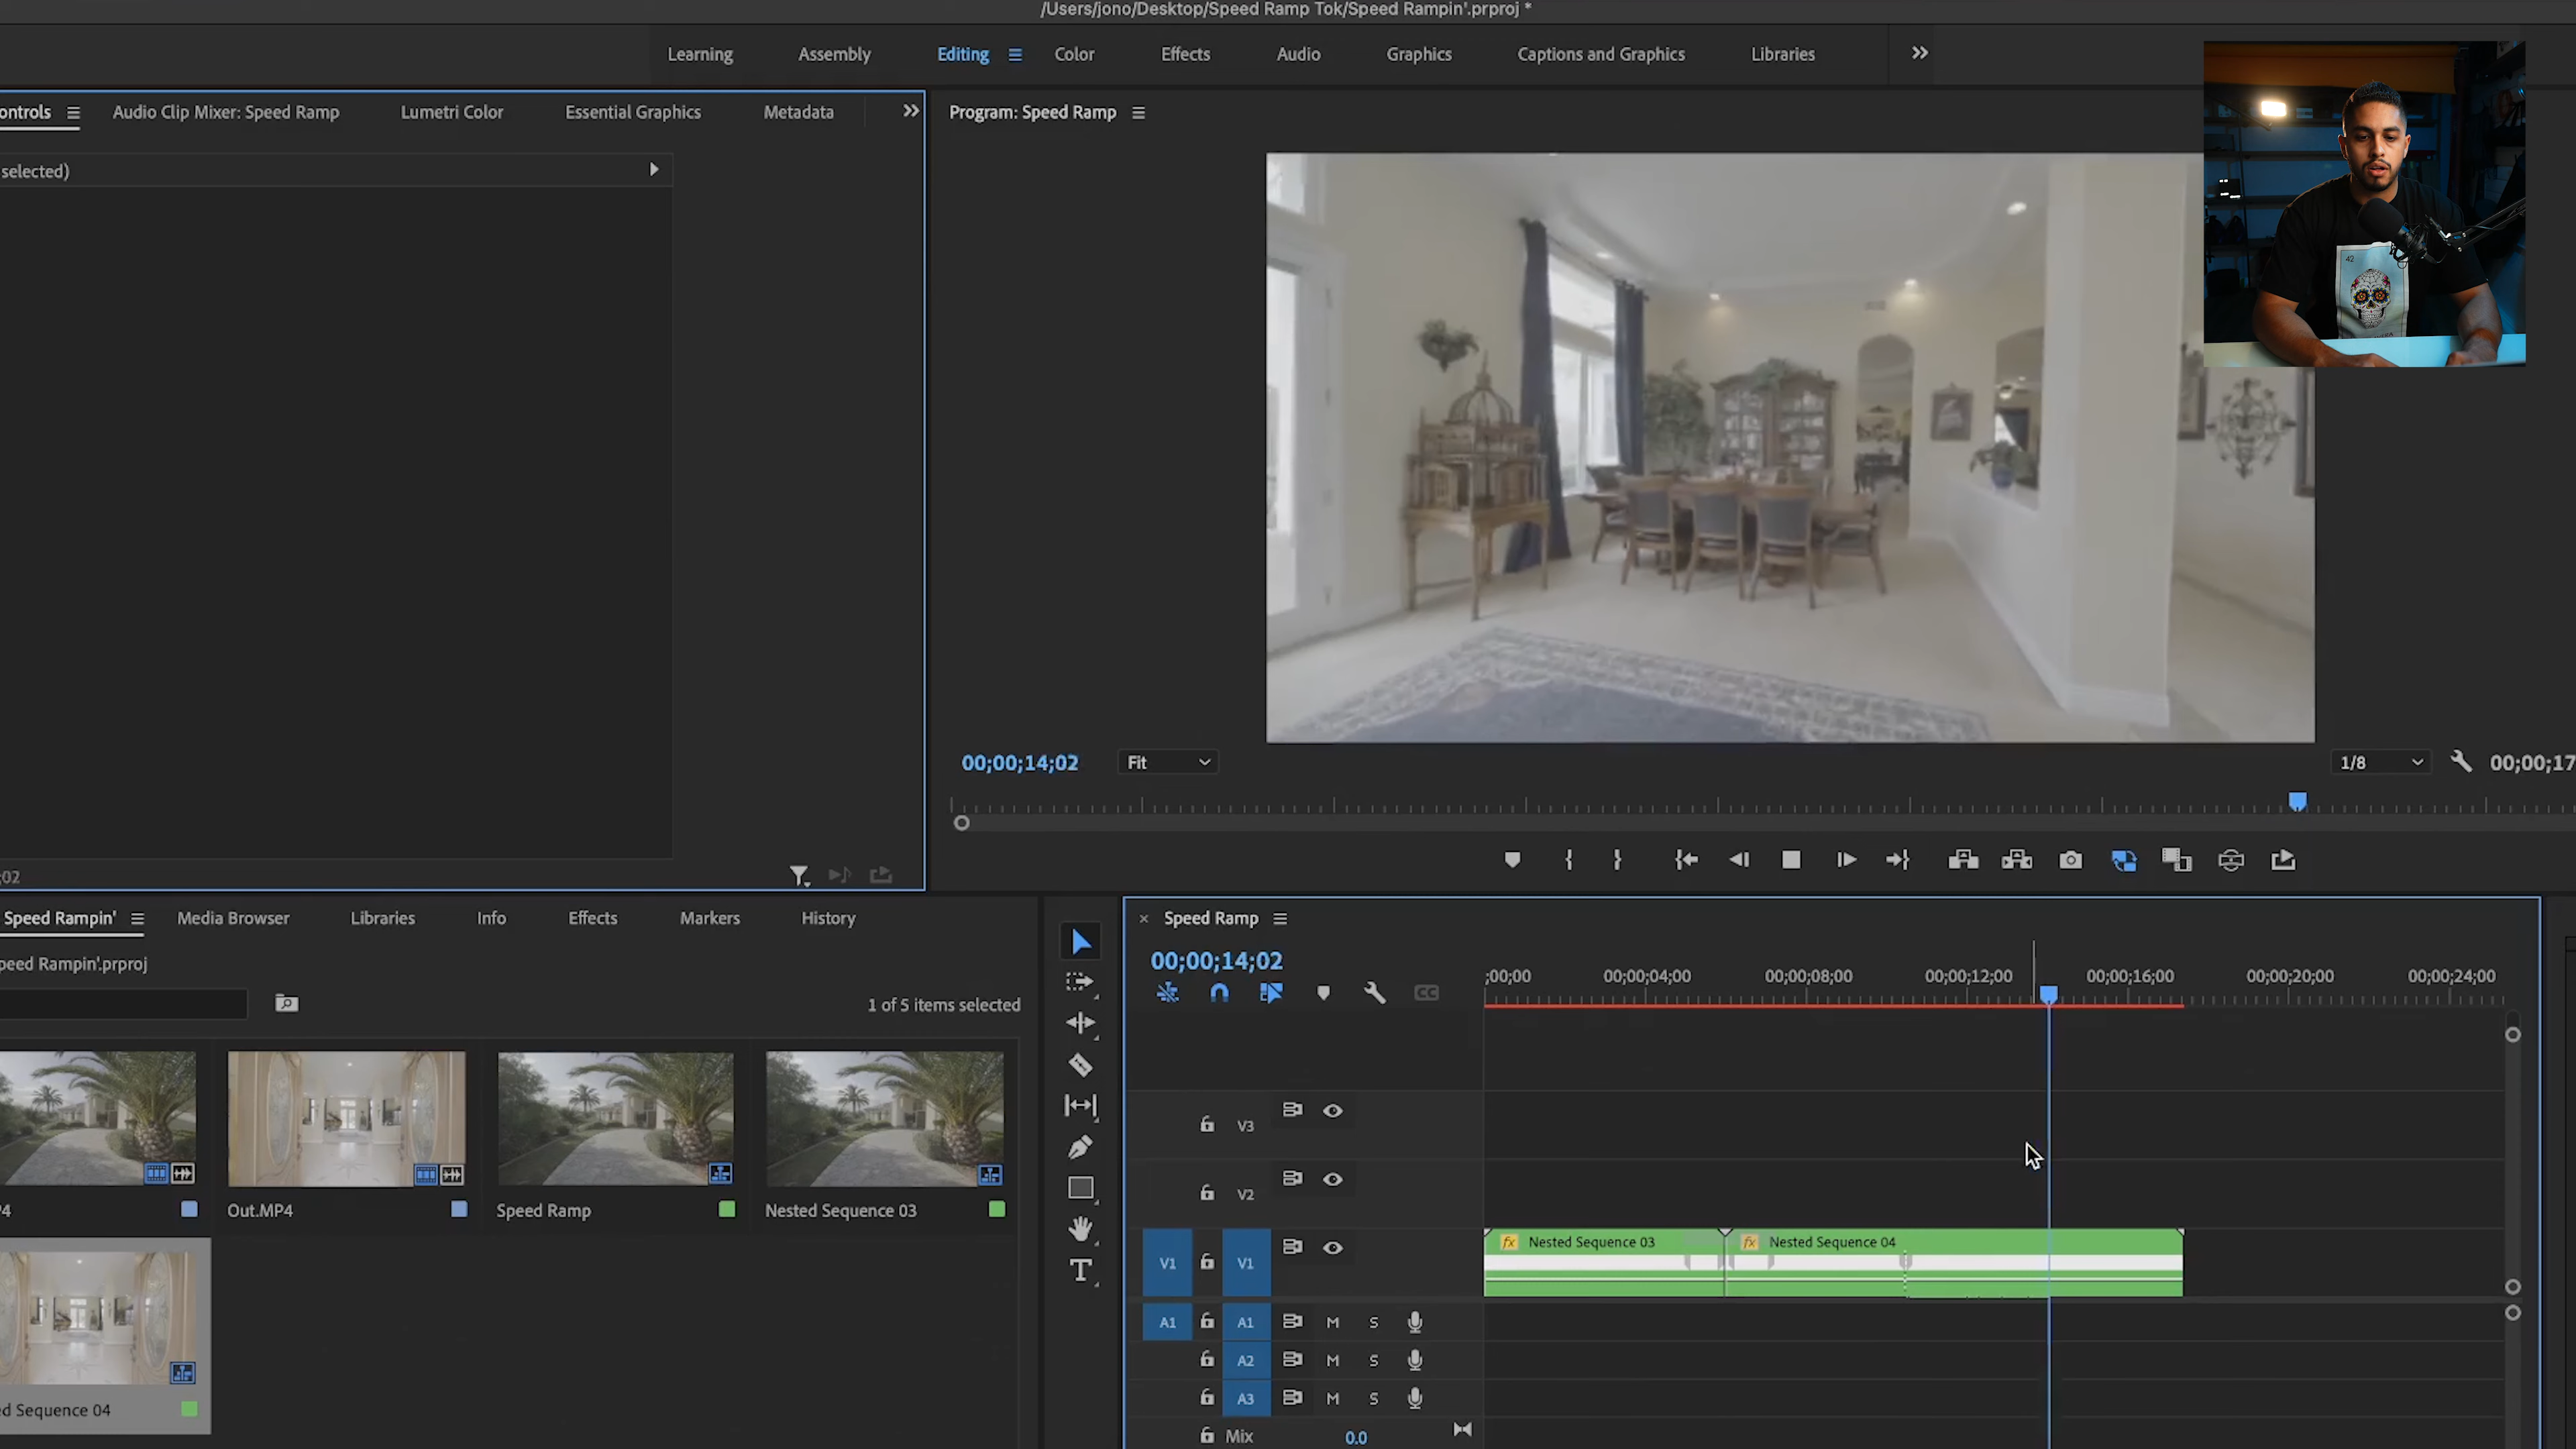 /Users/jono/Desktop/Speed Ramp Tok/Speed Rampin'.prproj *
Learning Assembly Editing Color Effects Audio Graphics Captions and Graphics Libraries
ontrols Audio Clip Mixer: Speed Ramp Lumetri Color Essential Graphics Metadata
Program: Speed Ramp
selected)
42
00;00;14;02 Fit 1/8 00;00;17
;02
Speed Rampin' Media Browser Libraries Info Effects Markers History
peed Rampin'.prproj
1 of 5 items selected
P4 Out.MP4 Speed Ramp Nested Sequence 03
ed Sequence 04
Speed Ramp
00;00;14;02
;00;00 00;00;04;00 00;00;08;00 00;00;12;00 00;00;16;00 00;00;20;00 00;00;24;00
CC
V3
V2
V1 V1
fx Nested Sequence 03 fx Nested Sequence 04
A1 A1 M S
A2 M S
A3 M S
Mix 0.0
T